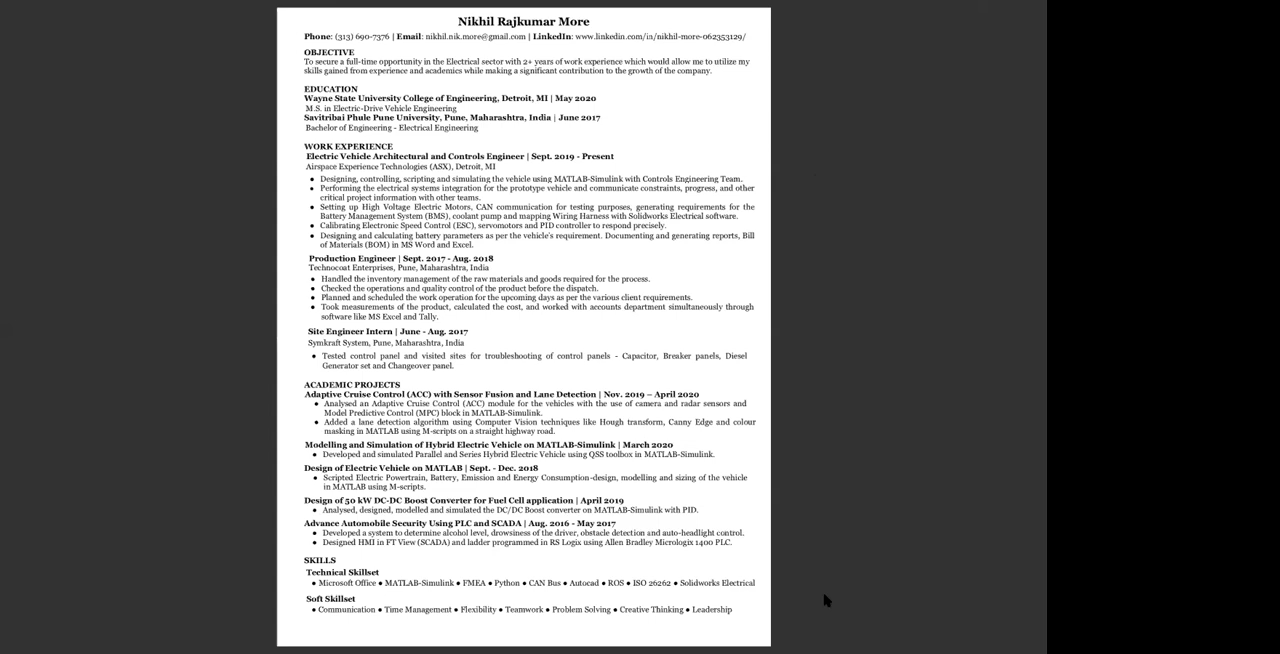 Nikhil Rajkumar More
Phone: (313) 690-7376 | Email: nikhil.nik.more@gmail.com | LinkedIn: www.linkedin.com/in/nikhil-more-062353129/
OBJECTIVE
To secure a full-time opportunity in the Electrical sector with 2+ years of work experience which would allow me to utilize my
skills gained from experience and academics while making a significant contribution to the growth of the company.
EDUCATION
Wayne State University College of Engineering, Detroit, MI | May 2020
M.S. in Electric-Drive Vehicle Engineering
Savitribai Phule Pune University, Pune, Maharashtra, India | June 2017
Bachelor of Engineering - Electrical Engineering
WORK EXPERIENCE
Electric Vehicle Architectural and Controls Engineer | Sept. 2019 - Present
Airspace Experience Technologies (ASX), Detroit, MI
● Designing, controlling, scripting and simulating the vehicle using MATLAB-Simulink with Controls Engineering Team.
● Performing the electrical systems integration for the prototype vehicle and communicate constraints, progress, and other
critical project information with other teams.
● Setting up High Voltage Electric Motors, CAN communication for testing purposes, generating requirements for the
Battery Management System (BMS), coolant pump and mapping Wiring Harness with Solidworks Electrical software.
● Calibrating Electronic Speed Control (ESC), servomotors and PID controller to respond precisely.
● Designing and calculating battery parameters as per the vehicle's requirement. Documenting and generating reports, Bill
of Materials (BOM) in MS Word and Excel.
Production Engineer | Sept. 2017 - Aug. 2018
Technocoat Enterprises, Pune, Maharashtra, India
● Handled the inventory management of the raw materials and goods required for the process.
● Checked the operations and quality control of the product before the dispatch.
● Planned and scheduled the work operation for the upcoming days as per the various client requirements.
● Took measurements of the product, calculated the cost, and worked with accounts department simultaneously through
software like MS Excel and Tally.
Site Engineer Intern | June - Aug. 2017
Symkraft System, Pune, Maharashtra, India
● Tested control panel and visited sites for troubleshooting of control panels - Capacitor, Breaker panels, Diesel
Generator set and Changeover panel.
ACADEMIC PROJECTS
Adaptive Cruise Control (ACC) with Sensor Fusion and Lane Detection | Nov. 2019 – April 2020
● Analysed an Adaptive Cruise Control (ACC) module for the vehicles with the use of camera and radar sensors and
Model Predictive Control (MPC) block in MATLAB-Simulink.
● Added a lane detection algorithm using Computer Vision techniques like Hough transform, Canny Edge and colour
masking in MATLAB using M-scripts on a straight highway road.
Modelling and Simulation of Hybrid Electric Vehicle on MATLAB-Simulink | March 2020
● Developed and simulated Parallel and Series Hybrid Electric Vehicle using QSS toolbox in MATLAB-Simulink.
Design of Electric Vehicle on MATLAB | Sept. - Dec. 2018
● Scripted Electric Powertrain, Battery, Emission and Energy Consumption-design, modelling and sizing of the vehicle
in MATLAB using M-scripts.
Design of 50 kW DC-DC Boost Converter for Fuel Cell application | April 2019
● Analysed, designed, modelled and simulated the DC/DC Boost converter on MATLAB-Simulink with PID.
Advance Automobile Security Using PLC and SCADA | Aug. 2016 - May 2017
● Developed a system to determine alcohol level, drowsiness of the driver, obstacle detection and auto-headlight control.
● Designed HMI in FT View (SCADA) and ladder programmed in RS Logix using Allen Bradley Micrologix 1400 PLC.
SKILLS
Technical Skillset
● Microsoft Office ● MATLAB-Simulink ● FMEA ● Python ● CAN Bus ● Autocad ● ROS ● ISO 26262 ● Solidworks Electrical
Soft Skillset
● Communication ● Time Management ● Flexibility ● Teamwork ● Problem Solving ● Creative Thinking ● Leadership